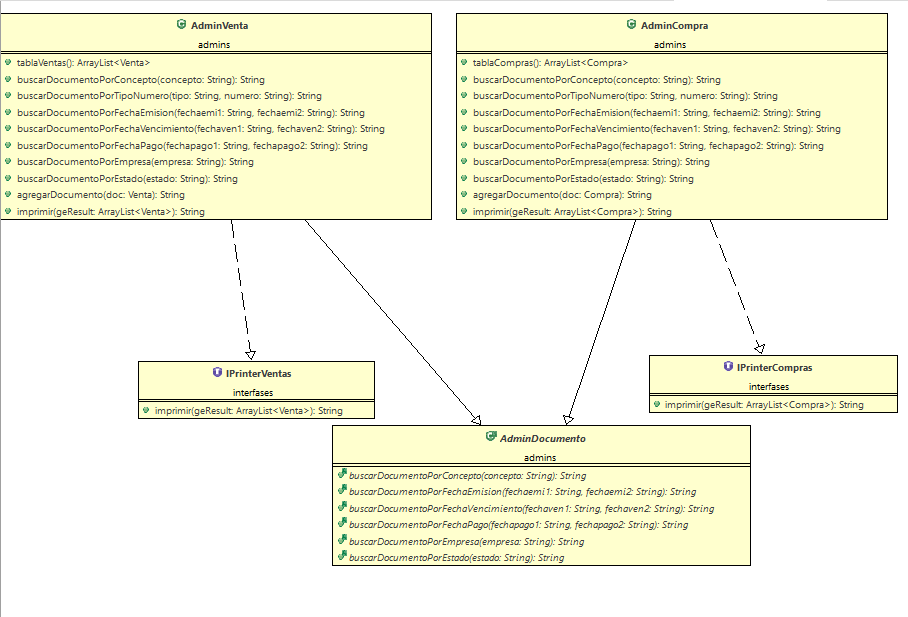 AdminVenta
admins
tablaVentas(): ArrayList<Venta>
buscarDocumentoPorConcepto(concepto: String): String
buscarDocumentoPorTipoNumero(tipo: String, numero: String): String
buscarDocumentoPorFechaEmision(fechaemi1: String, fechaemi2: String): String
buscarDocumentoPorFechaVencimiento(fechaven1: String, fechaven2: String): String
buscarDocumentoPorFechaPago(fechapago1: String, fechapago2: String): String
buscarDocumentoPorEmpresa(empresa: String): String
buscarDocumentoPorEstado(estado: String): String
agregarDocumento(doc: Venta): String
imprimir(geResult: ArrayList<Venta>): String
AdminCompra
admins
tablaCompras(): ArrayList<Compra>
buscarDocumentoPorConcepto(concepto: String): String
buscarDocumentoPorTipoNumero(tipo: String, numero: String): String
buscarDocumentoPorFechaEmision(fechaemi1: String, fechaemi2: String): String
buscarDocumentoPorFechaVencimiento(fechaven1: String, fechaven2: String): String
buscarDocumentoPorFechaPago(fechapago1: String, fechapago2: String): String
buscarDocumentoPorEmpresa(empresa: String): String
buscarDocumentoPorEstado(estado: String): String
agregarDocumento(doc: Compra): String
imprimir(geResult: ArrayList<Compra>): String
IPrinterVentas
interfases
imprimir(geResult: ArrayList<Venta>): String
IPrinterCompras
interfases
imprimir(geResult: ArrayList<Compra>): String
AdminDocumento
admins
buscarDocumentoPorConcepto(concepto: String): String
buscarDocumentoPorFechaEmision(fechaemi1: String, fechaemi2: String): String
buscarDocumentoPorFechaVencimiento(fechaven1: String, fechaven2: String): String
buscarDocumentoPorFechaPago(fechapago1: String, fechapago2: String): String
buscarDocumentoPorEmpresa(empresa: String): String
buscarDocumentoPorEstado(estado: String): String